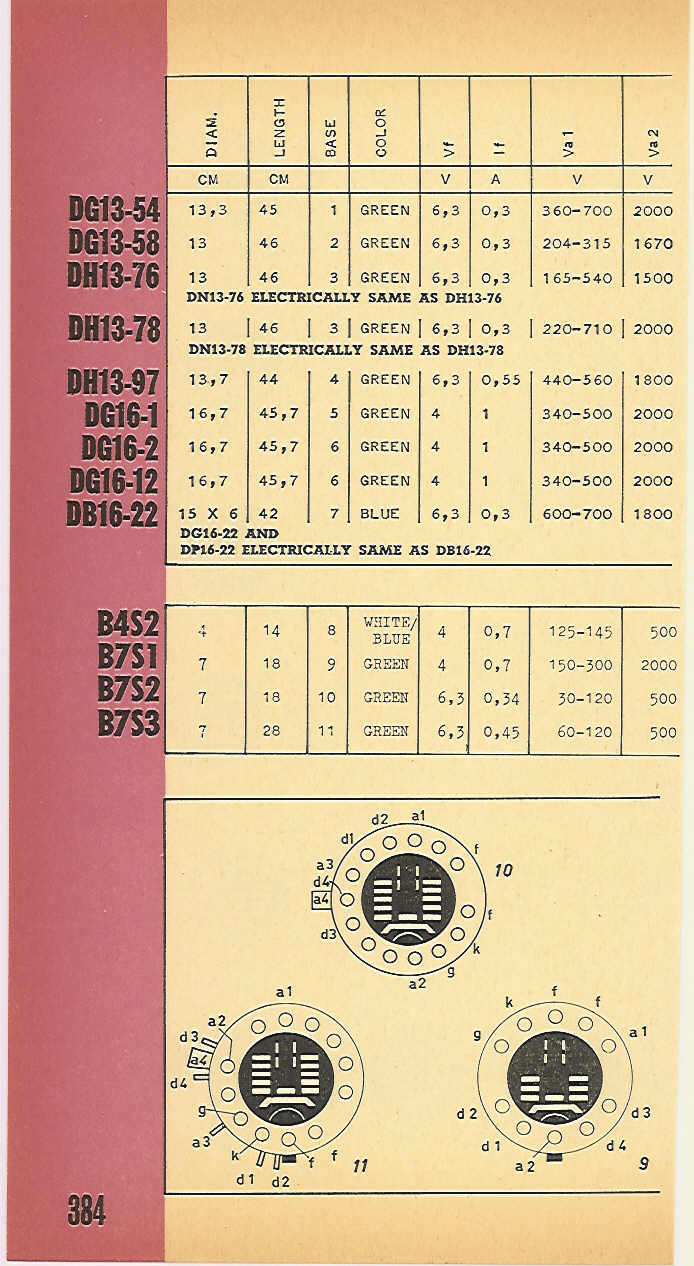 DIAM. LENGTH BASE COLOR Vf If Va1 Va2
CM CM V A V V
DG13-54 13,3 45 1 GREEN 6,3 0,3 360-700 2000
DG13-58 13 46 2 GREEN 6,3 0,3 204-315 1670
DH13-76 13 46 3 GREEN 6,3 0,3 165-540 1500
DN13-76 ELECTRICALLY SAME AS DH13-76
DH13-78 13 46 3 GREEN 6,3 0,3 220-710 2000
DN13-78 ELECTRICALLY SAME AS DH13-78
DH13-97 13,7 44 4 GREEN 6,3 0,55 440-560 1800
DG16-1 16,7 45,7 5 GREEN 4 1 340-500 2000
DG16-2 16,7 45,7 6 GREEN 4 1 340-500 2000
DG16-12 16,7 45,7 6 GREEN 4 1 340-500 2000
DB16-22 15 X 6 42 7 BLUE 6,3 0,3 600-700 1800
DG16-22 AND
DP16-22 ELECTRICALLY SAME AS DB16-22
B4S2 4 14 8 WHITE/ BLUE 4 0,7 125-145 500
B7S1 7 18 9 GREEN 4 0,7 150-300 2000
B7S2 7 18 10 GREEN 6,3 0,34 30-120 500
B7S3 7 28 11 GREEN 6,3 0,45 60-120 500
d2 a1
d1 f
a3 10
d4
a4 f
d3 k
g
a2
a1
a2
d3
a4
d4
g
a3
k f f 11
d1 d2
f
k f
g a1
d2 d3
d1 d4
a2 9
384